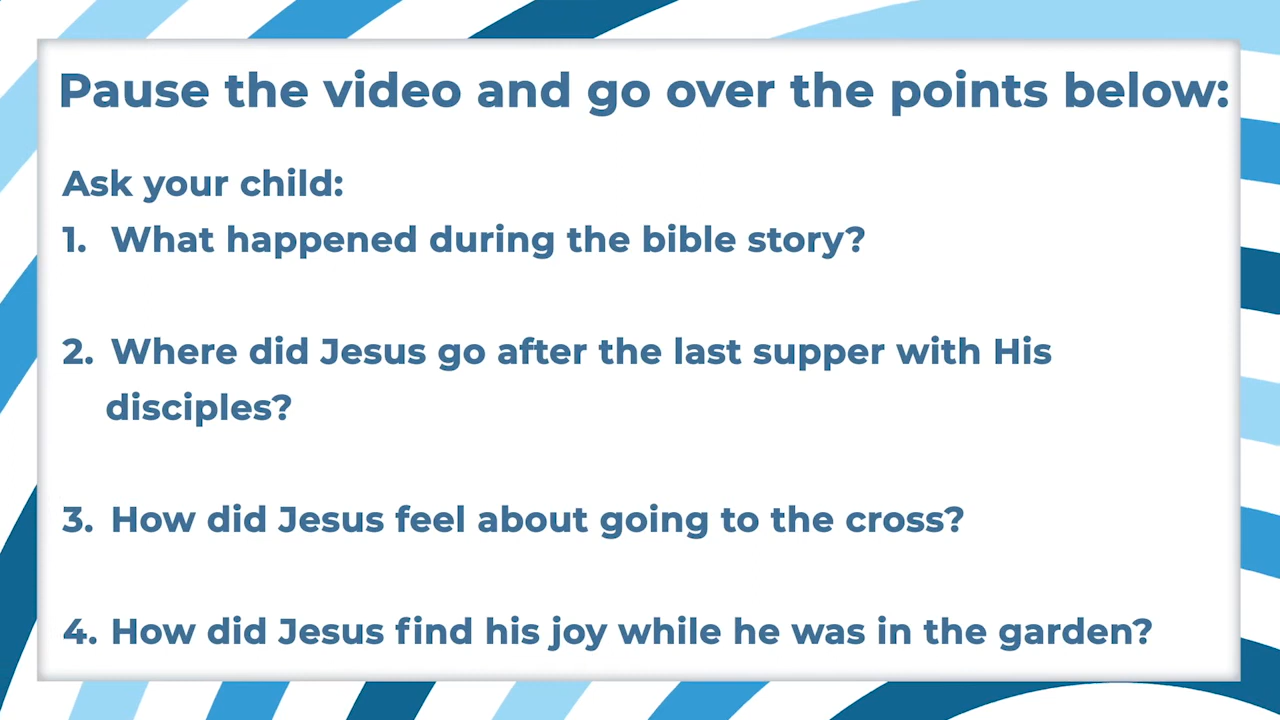 Pause the video and go over the points below:
Ask your child:
1. What happened during the bible story?
2. Where did Jesus go after the last supper with His
disciples?
3. How did Jesus feel about going to the cross?
4. How did Jesus find his joy while he was in the garden?